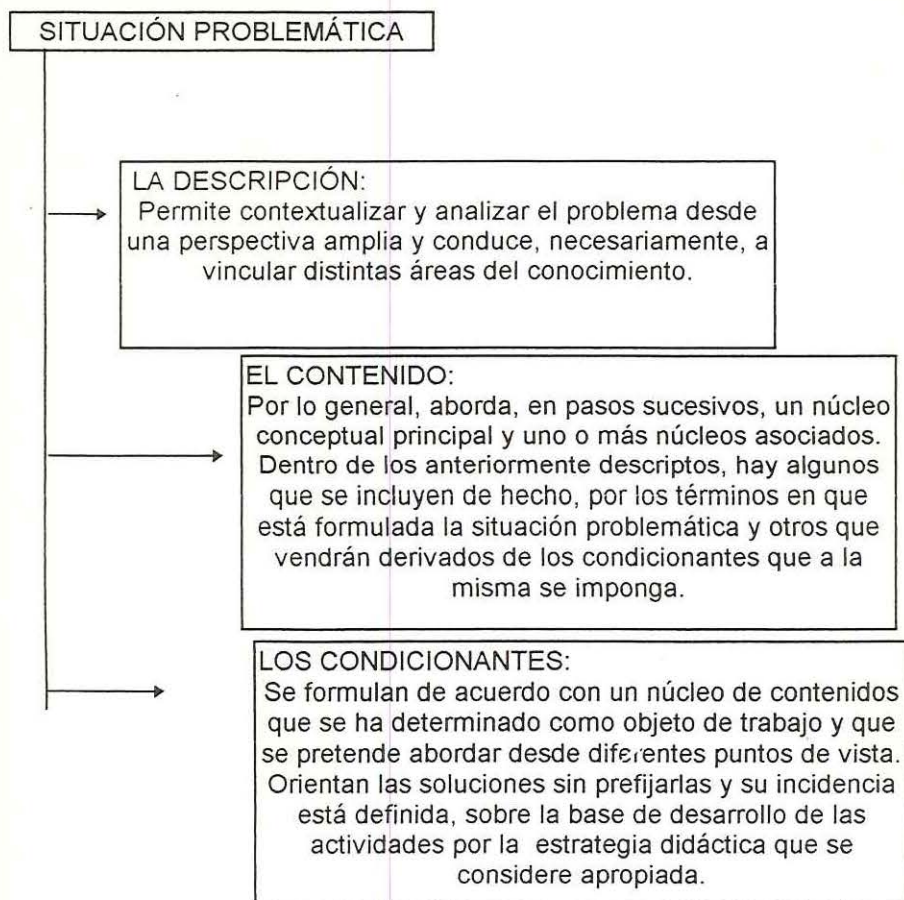 SITUACIÓN PROBLEMÁTICA
LA DESCRIPCIÓN:
Permite contextualizar y analizar el problema desde
una perspectiva amplia y conduce, necesariamente, a
vincular distintas áreas del conocimiento.
EL CONTENIDO:
Por lo general, aborda, en pasos sucesivos, un núcleo
conceptual principal y uno o más núcleos asociados.
Dentro de los anteriormente descriptos, hay algunos
que se incluyen de hecho, por los términos en que
está formulada la situación problemática y otros que
vendrán derivados de los condicionantes que a la
misma se imponga.
LOS CONDICIONANTES:
Se formulan de acuerdo con un núcleo de contenidos
que se ha determinado como objeto de trabajo y que
se pretende abordar desde diferentes puntos de vista.
Orientan las soluciones sin prefijarlas y su incidencia
está definida, sobre la base de desarrollo de las
actividades por la estrategia didáctica que se
considere apropiada.